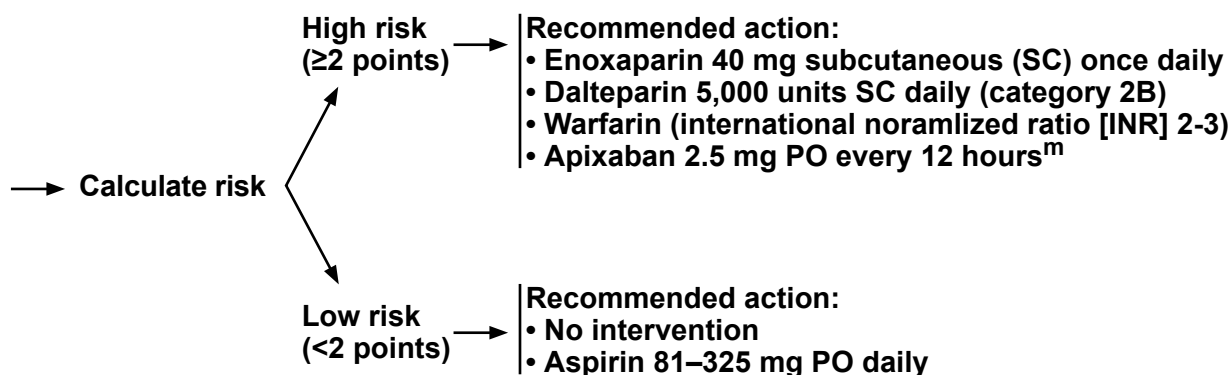 High risk
(≥2 points)
Recommended action:
• Enoxaparin 40 mg subcutaneous (SC) once daily
• Dalteparin 5,000 units SC daily (category 2B)
• Warfarin (international noramlized ratio [INR] 2-3)
• Apixaban 2.5 mg PO every 12 hoursᵐ
Calculate risk
Low risk
(<2 points)
Recommended action:
• No intervention
• Aspirin 81–325 mg PO daily